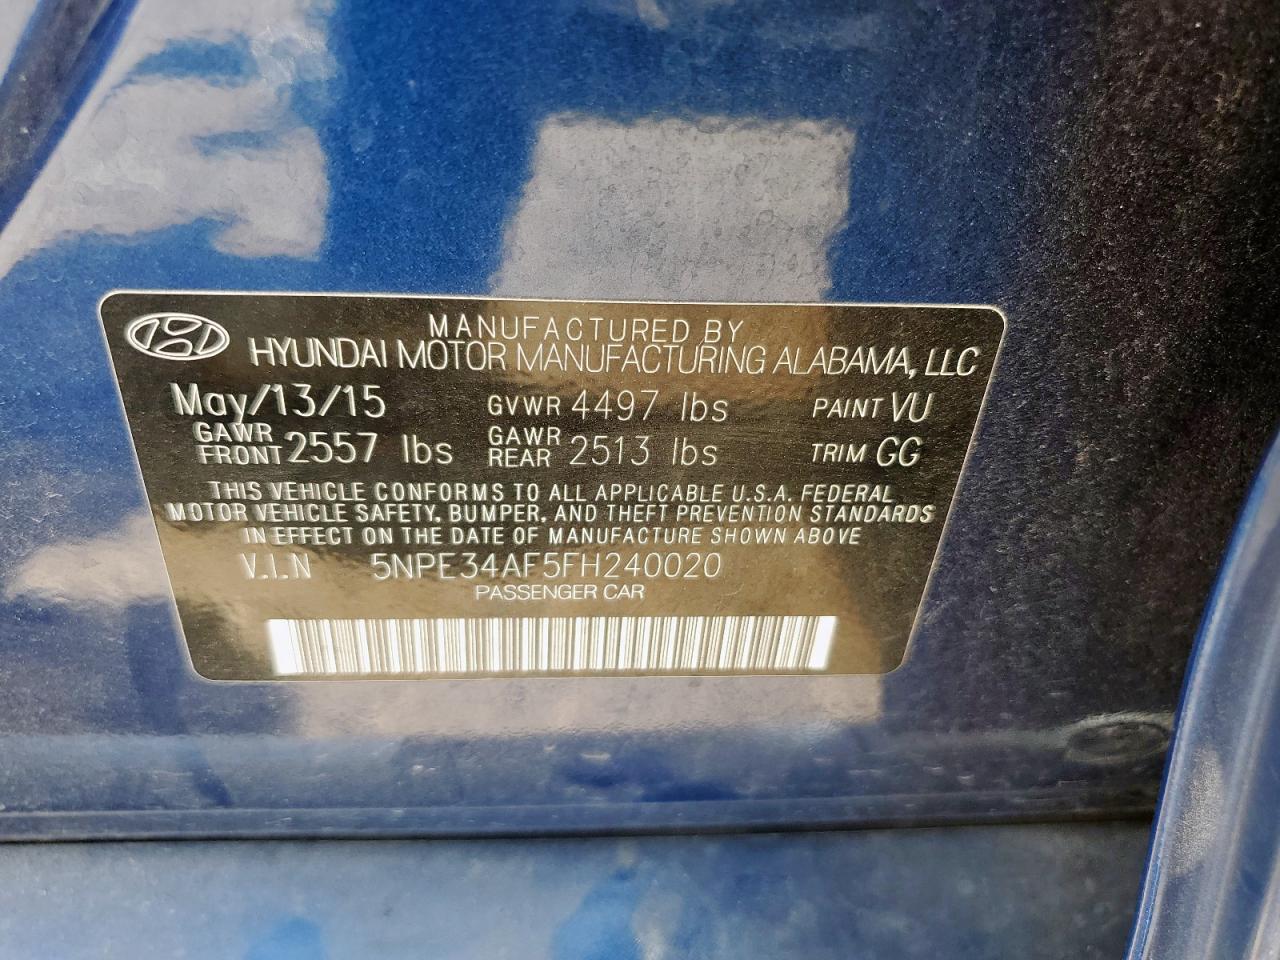 MANUFACTURED BY
HYUNDAI MOTOR MANUFACTURING ALABAMA, LLC
May/13/15 GVWR 4497 lbs PAINT VU
GAWR FRONT 2557 lbs GAWR REAR 2513 lbs TRIM GG
THIS VEHICLE CONFORMS TO ALL APPLICABLE U.S.A. FEDERAL
MOTOR VEHICLE SAFETY, BUMPER, AND THEFT PREVENTION STANDARDS
IN EFFECT ON THE DATE OF MANUFACTURE SHOWN ABOVE
V.I.N 5NPE34AF5FH240020
PASSENGER CAR